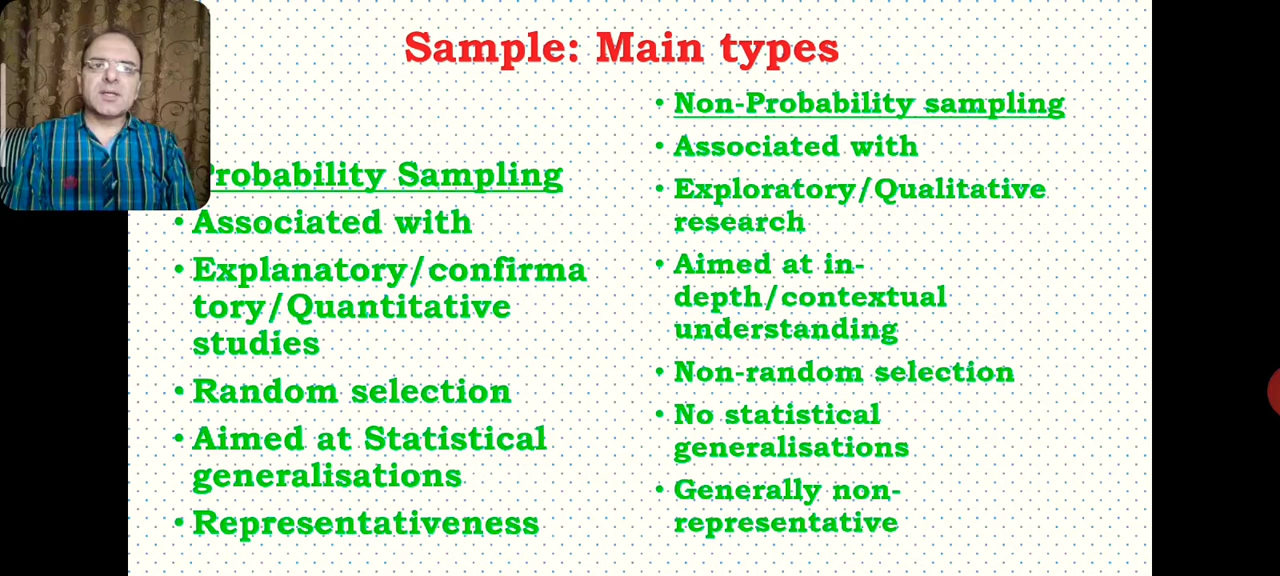 Sample: Main types
Probability Sampling
• Associated with
• Explanatory/confirma
tory/Quantitative
studies
• Random selection
• Aimed at Statistical
generalisations
• Representativeness
• Non-Probability sampling
• Associated with
• Exploratory/Qualitative
research
• Aimed at in-
depth/contextual
understanding
• Non-random selection
• No statistical
generalisations
• Generally non-
representative